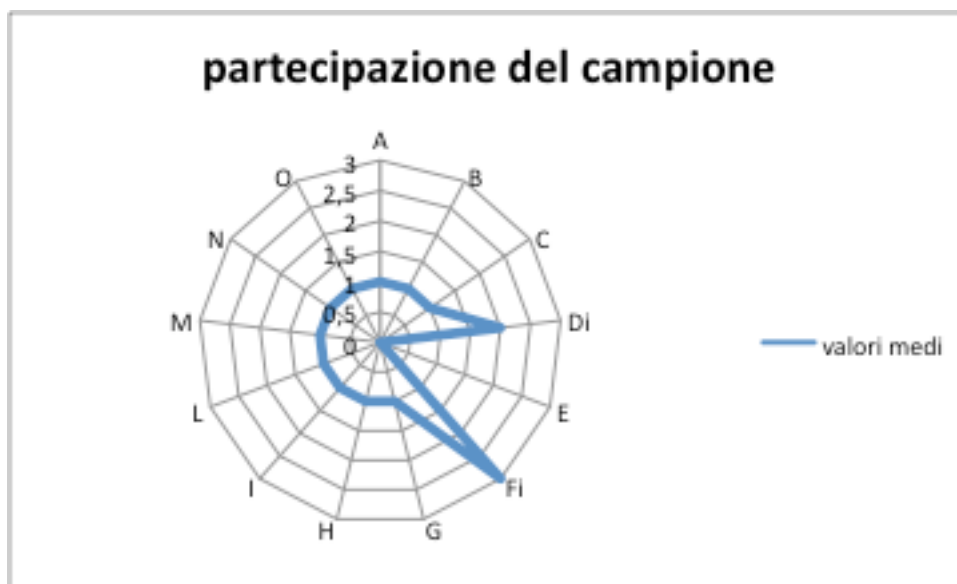 partecipazione del campione
A
B
C
Di
E
Fi
G
H
I
L
M
N
O
3
2,5
2
1,5
1
0,5
0
valori medi